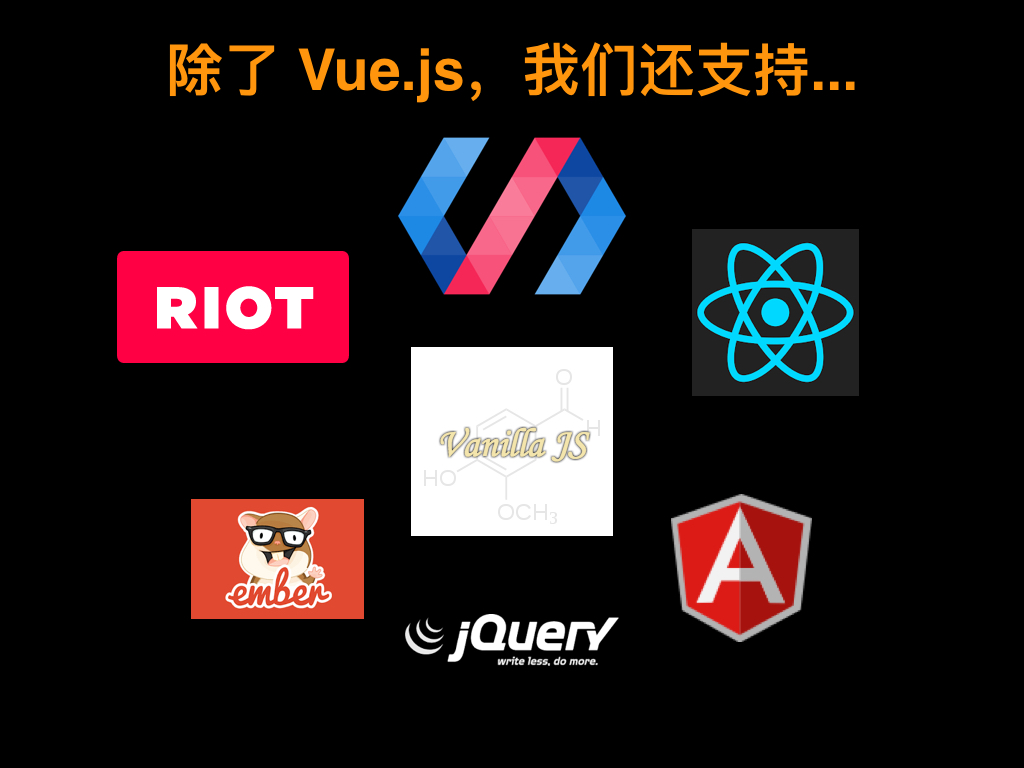 除了 Vue.js，我们还支持...
RIOT
Vanilla JS
O
H
HO
OCH3
ember
A
jQuery
write less, do more.